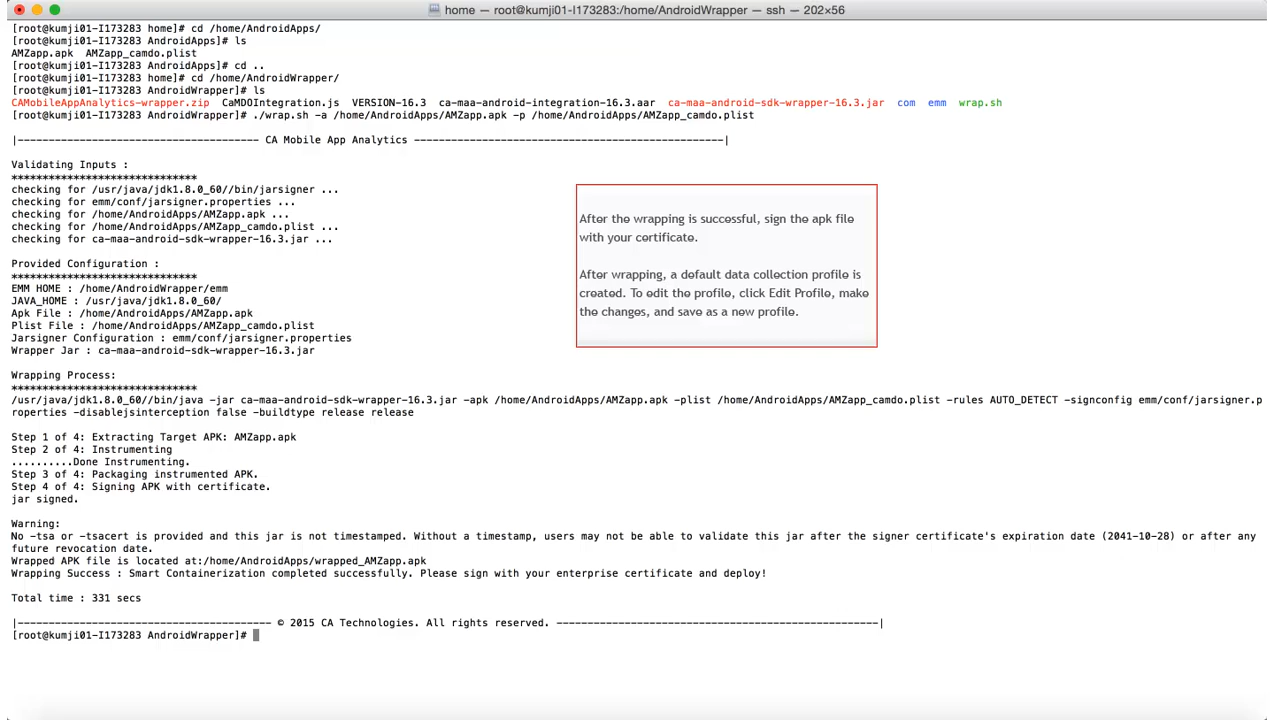 home — root@kumji01-I173283:/home/AndroidWrapper — ssh — 202×56
[root@kumji01-I173283 home]# cd /home/AndroidApps/
[root@kumji01-I173283 AndroidApps]# ls
AMZapp.apk  AMZapp_camdo.plist
[root@kumji01-I173283 AndroidApps]# cd ..
[root@kumji01-I173283 home]# cd /home/AndroidWrapper/
[root@kumji01-I173283 AndroidWrapper]# ls
CAMobileAppAnalytics-wrapper.zip  CaMDOIntegration.js  VERSION-16.3  ca-maa-android-integration-16.3.aar  ca-maa-android-sdk-wrapper-16.3.jar  com  emm  wrap.sh
[root@kumji01-I173283 AndroidWrapper]# ./wrap.sh -a /home/AndroidApps/AMZapp.apk -p /home/AndroidApps/AMZapp_camdo.plist
|--------------------------------------- CA Mobile App Analytics --------------------------------------------------|
Validating Inputs :
******************************
checking for /usr/java/jdk1.8.0_60//bin/jarsigner ...
checking for emm/conf/jarsigner.properties ...
checking for /home/AndroidApps/AMZapp.apk ...
checking for /home/AndroidApps/AMZapp_camdo.plist ...
checking for ca-maa-android-sdk-wrapper-16.3.jar ...
After the wrapping is successful, sign the apk file
with your certificate.
After wrapping, a default data collection profile is
created. To edit the profile, click Edit Profile, make
the changes, and save as a new profile.
Provided Configuration :
******************************
EMM HOME : /home/AndroidWrapper/emm
JAVA_HOME : /usr/java/jdk1.8.0_60/
Apk File : /home/AndroidApps/AMZapp.apk
Plist File : /home/AndroidApps/AMZapp_camdo.plist
Jarsigner Configuration : emm/conf/jarsigner.properties
Wrapper Jar : ca-maa-android-sdk-wrapper-16.3.jar
Wrapping Process:
******************************
/usr/java/jdk1.8.0_60//bin/java -jar ca-maa-android-sdk-wrapper-16.3.jar -apk /home/AndroidApps/AMZapp.apk -plist /home/AndroidApps/AMZapp_camdo.plist -rules AUTO_DETECT -signconfig emm/conf/jarsigner.p
roperties -disablejsinterception false -buildtype release release
Step 1 of 4: Extracting Target APK: AMZapp.apk
Step 2 of 4: Instrumenting
..........Done Instrumenting.
Step 3 of 4: Packaging instrumented APK.
Step 4 of 4: Signing APK with certificate.
jar signed.
Warning:
No -tsa or -tsacert is provided and this jar is not timestamped. Without a timestamp, users may not be able to validate this jar after the signer certificate's expiration date (2041-10-28) or after any
future revocation date.
Wrapped APK file is located at:/home/AndroidApps/wrapped_AMZapp.apk
Wrapping Success : Smart Containerization completed successfully. Please sign with your enterprise certificate and deploy!
Total time : 331 secs
|----------------------------------------- © 2015 CA Technologies. All rights reserved. ----------------------------------------------------|
[root@kumji01-I173283 AndroidWrapper]#